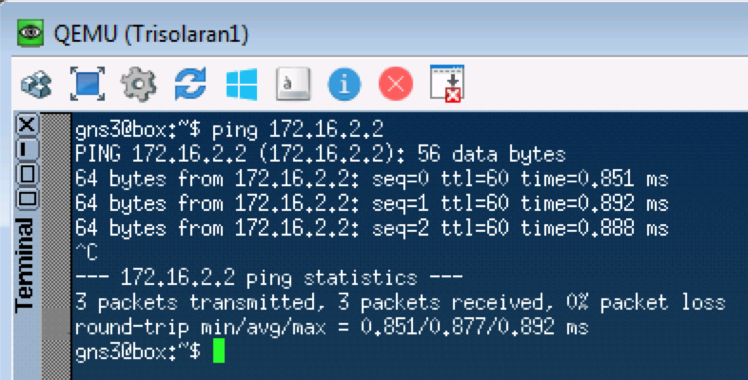 QEMU (Trisolaran1)
Terminal
gns3@box:~$ ping 172.16.2.2
PING 172.16.2.2 (172.16.2.2): 56 data bytes
64 bytes from 172.16.2.2: seq=0 ttl=60 time=0.851 ms
64 bytes from 172.16.2.2: seq=1 ttl=60 time=0.892 ms
64 bytes from 172.16.2.2: seq=2 ttl=60 time=0.888 ms
^C
--- 172.16.2.2 ping statistics ---
3 packets transmitted, 3 packets received, 0% packet loss
round-trip min/avg/max = 0.851/0.877/0.892 ms
gns3@box:~$